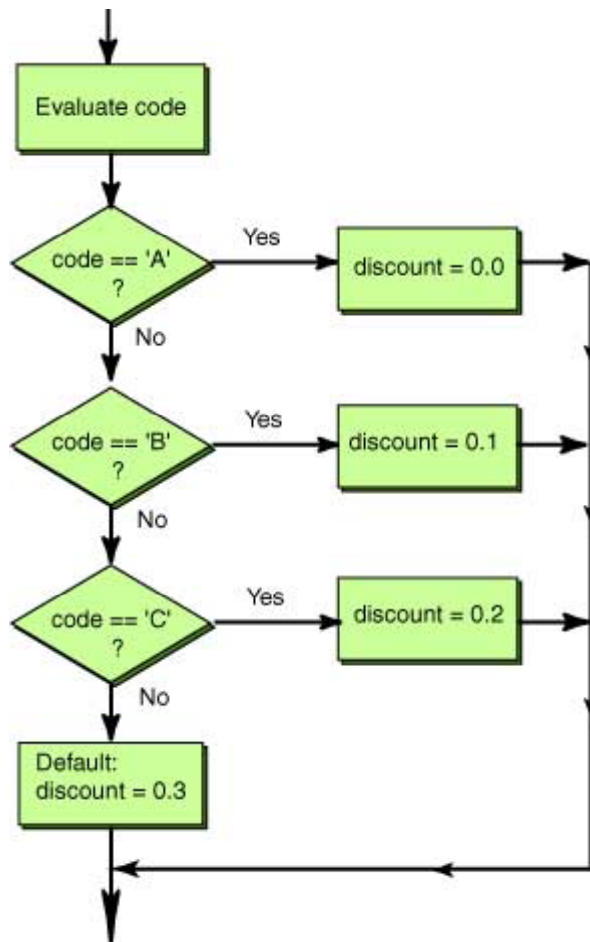 Evaluate code
Yes
code == 'A'
?
discount = 0.0
No
Yes
code == 'B'
?
discount = 0.1
No
Yes
code == 'C'
?
discount = 0.2
No
Default:
discount = 0.3